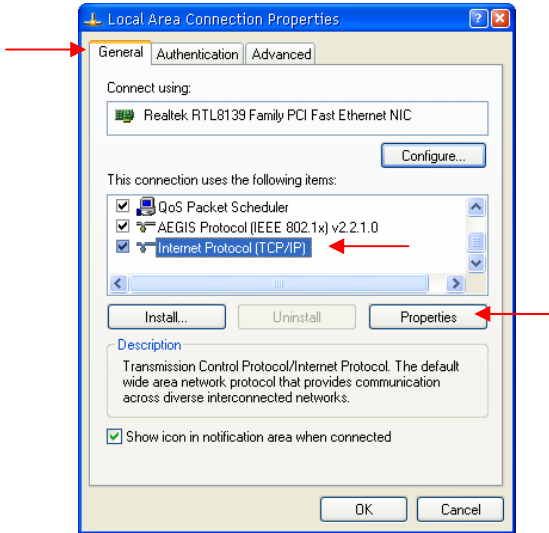 Local Area Connection Properties
General Authentication Advanced
Connect using:
Realtek RTL8139 Family PCI Fast Ethernet NIC
Configure...
This connection uses the following items:
QoS Packet Scheduler
AEGIS Protocol (IEEE 802.1x) v2.2.1.0
Internet Protocol (TCP/IP)
Install... Uninstall Properties
Description
Transmission Control Protocol/Internet Protocol. The default
wide area network protocol that provides communication
across diverse interconnected networks.
Show icon in notification area when connected
OK Cancel